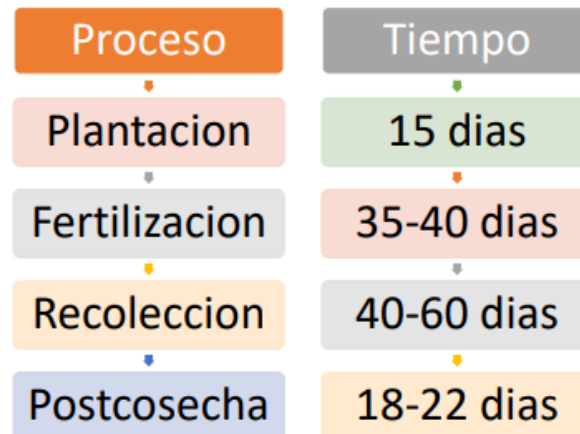 Proceso
Tiempo
Plantacion
15 dias
Fertilizacion
35-40 dias
Recoleccion
40-60 dias
Postcosecha
18-22 dias